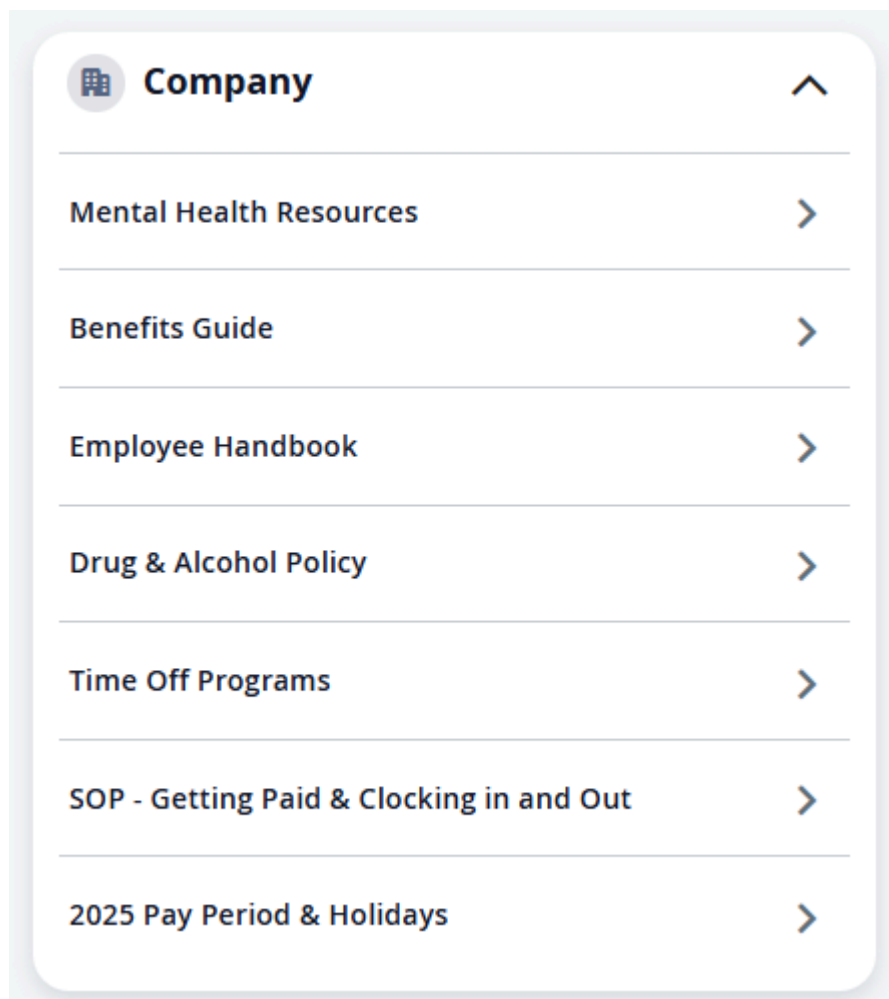 Company
Mental Health Resources
Benefits Guide
Employee Handbook
Drug & Alcohol Policy
Time Off Programs
SOP - Getting Paid & Clocking in and Out
2025 Pay Period & Holidays